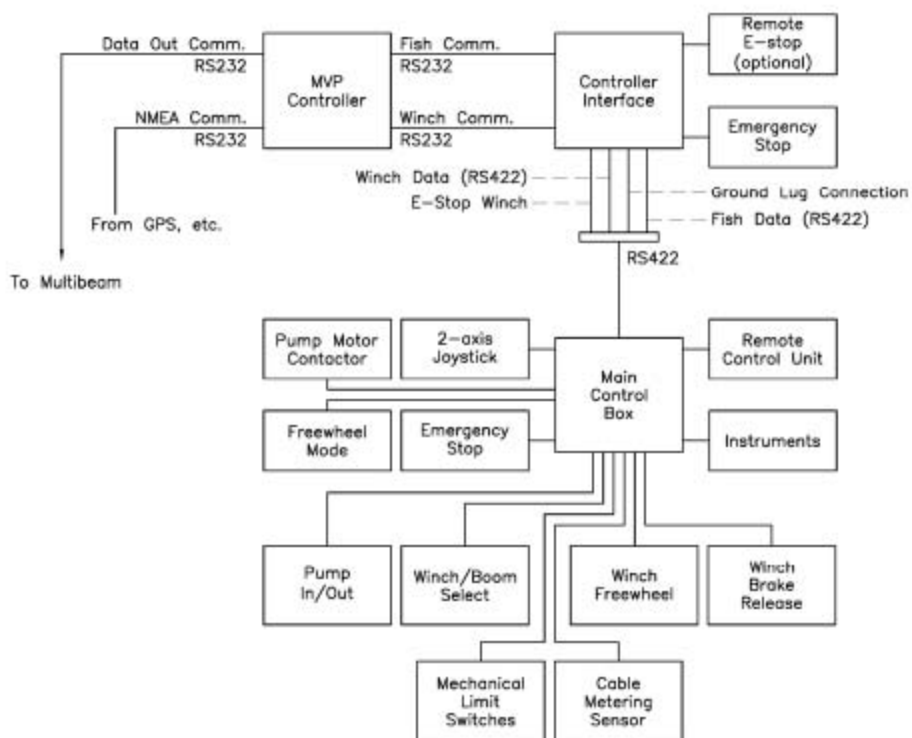 Data Out Comm.
RS232
NMEA Comm.
RS232
From GPS, etc.
To Multibeam
MVP
Controller
Fish Comm.
RS232
Winch Comm.
RS232
Controller
Interface
Remote
E-stop
(optional)
Emergency
Stop
Winch Data (RS422)
E-Stop Winch
Ground Lug Connection
Fish Data (RS422)
RS422
Pump Motor
Contactor
2-axis
Joystick
Main
Control
Box
Remote
Control Unit
Freewheel
Mode
Emergency
Stop
Instruments
Pump
In/Out
Winch/Boom
Select
Winch
Freewheel
Winch
Brake
Release
Mechanical
Limit
Switches
Cable
Metering
Sensor